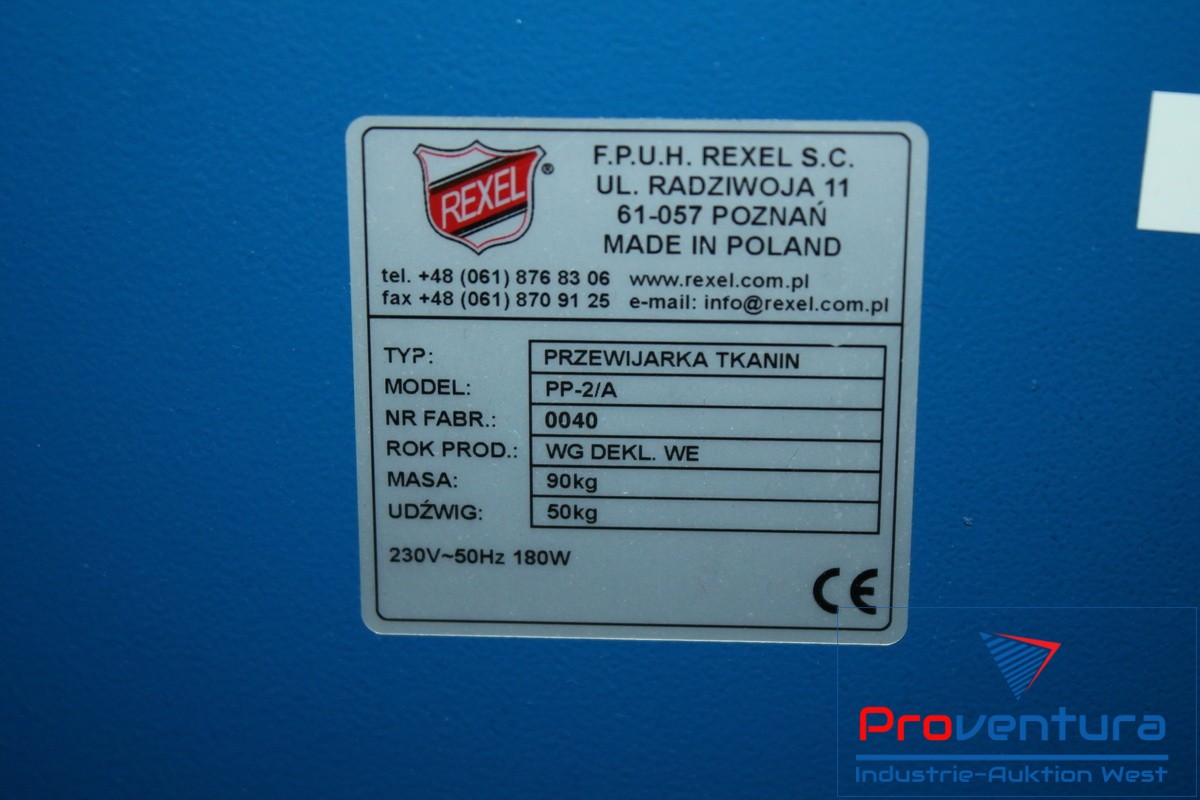 REXEL®
F.P.U.H. REXEL S.C.
UL. RADZIWOJA 11
61-057 POZNAŃ
MADE IN POLAND
tel. +48 (061) 876 83 06 www.rexel.com.pl
fax +48 (061) 870 91 25 e-mail: info@rexel.com.pl
TYP: PRZEWIJARKA TKANIN
MODEL: PP-2/A
NR FABR.: 0040
ROK PROD.: WG DEKL. WE
MASA: 90kg
UDŹWIG: 50kg
230V~50Hz 180W
CE
Proventura
Industrie-Auktion West